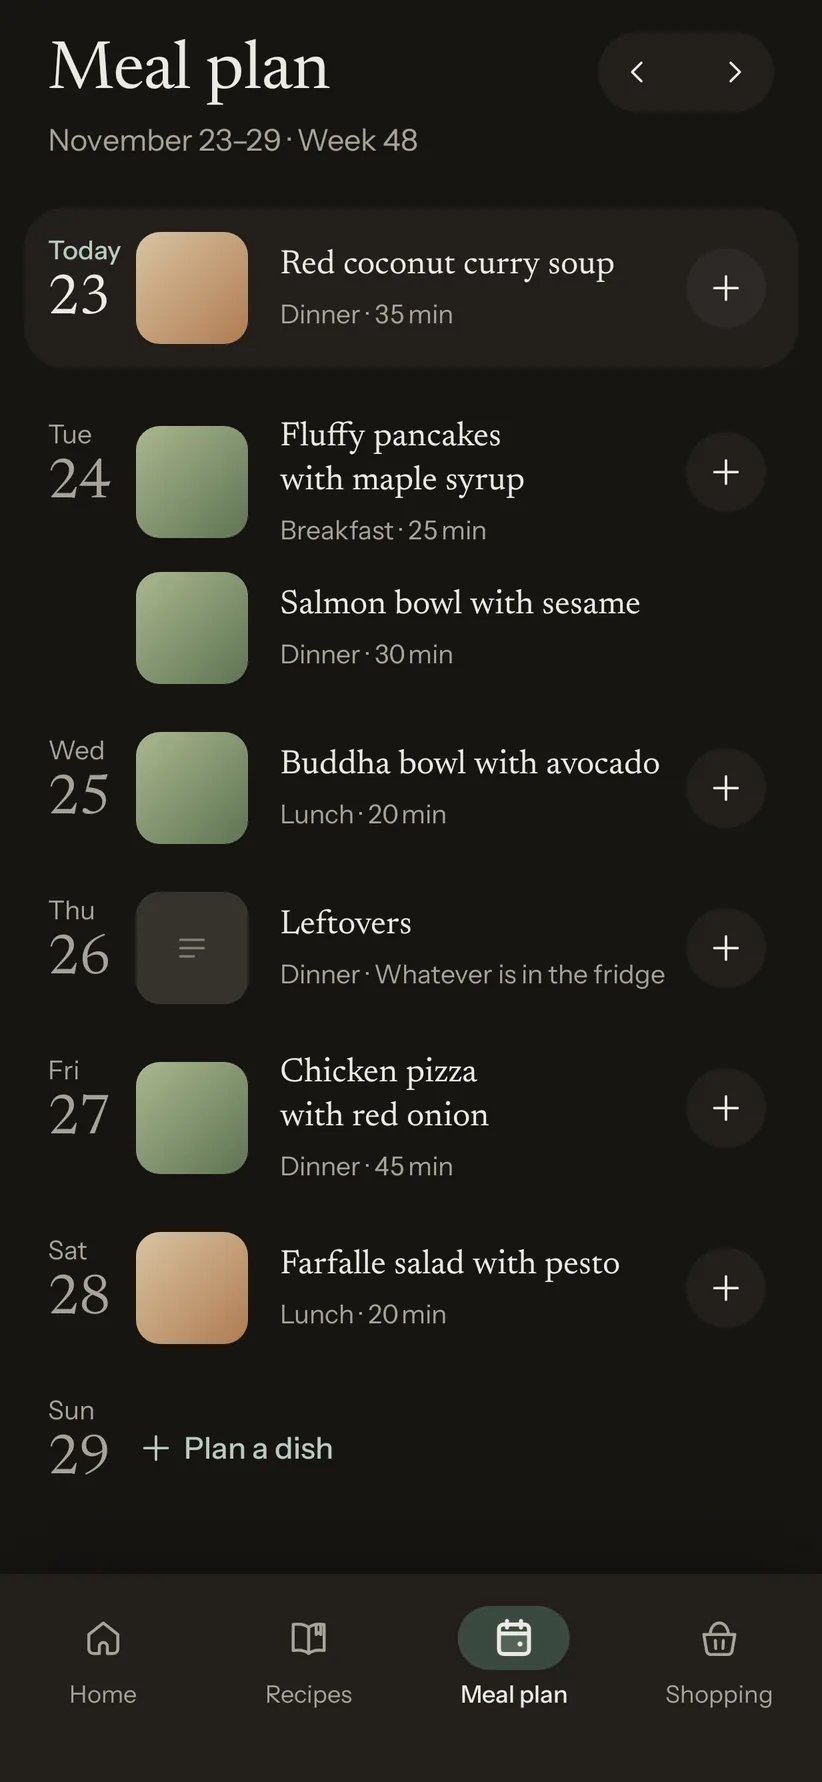 Meal plan
November 23–29 · Week 48
Today
23
Red coconut curry soup
Dinner · 35 min
Tue
24
Fluffy pancakes
with maple syrup
Breakfast · 25 min
Salmon bowl with sesame
Dinner · 30 min
Wed
25
Buddha bowl with avocado
Lunch · 20 min
Thu
26
Leftovers
Dinner · Whatever is in the fridge
Fri
27
Chicken pizza
with red onion
Dinner · 45 min
Sat
28
Farfalle salad with pesto
Lunch · 20 min
Sun
29
+ Plan a dish
Home
Recipes
Meal plan
Shopping